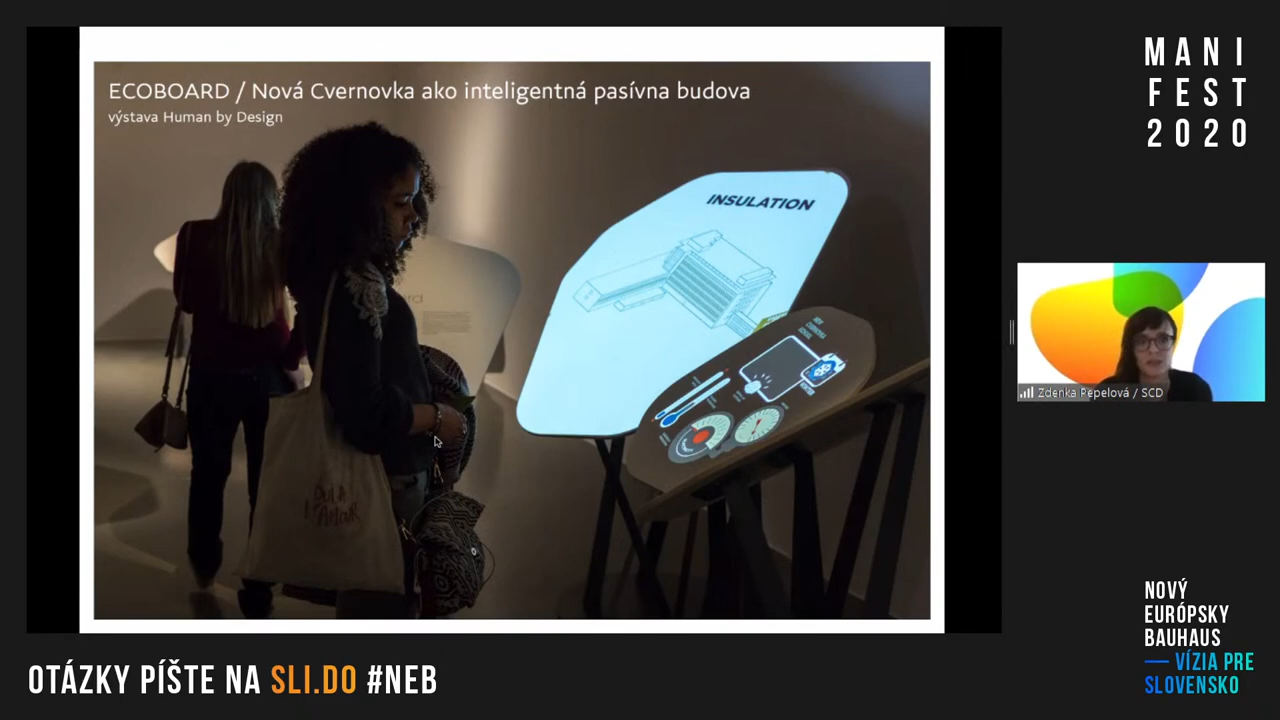 ECOBOARD / Nová Cvernovka ako inteligentná pasívna budova
výstava Human by Design
INSULATION
MANI
FEST
2020
Zdenka Pepelová / SCD
NOVÝ
EURÓPSKY
BAUHAUS
— VÍZIA PRE
SLOVENSKO
OTÁZKY PÍŠTE NA SLI.DO #NEB